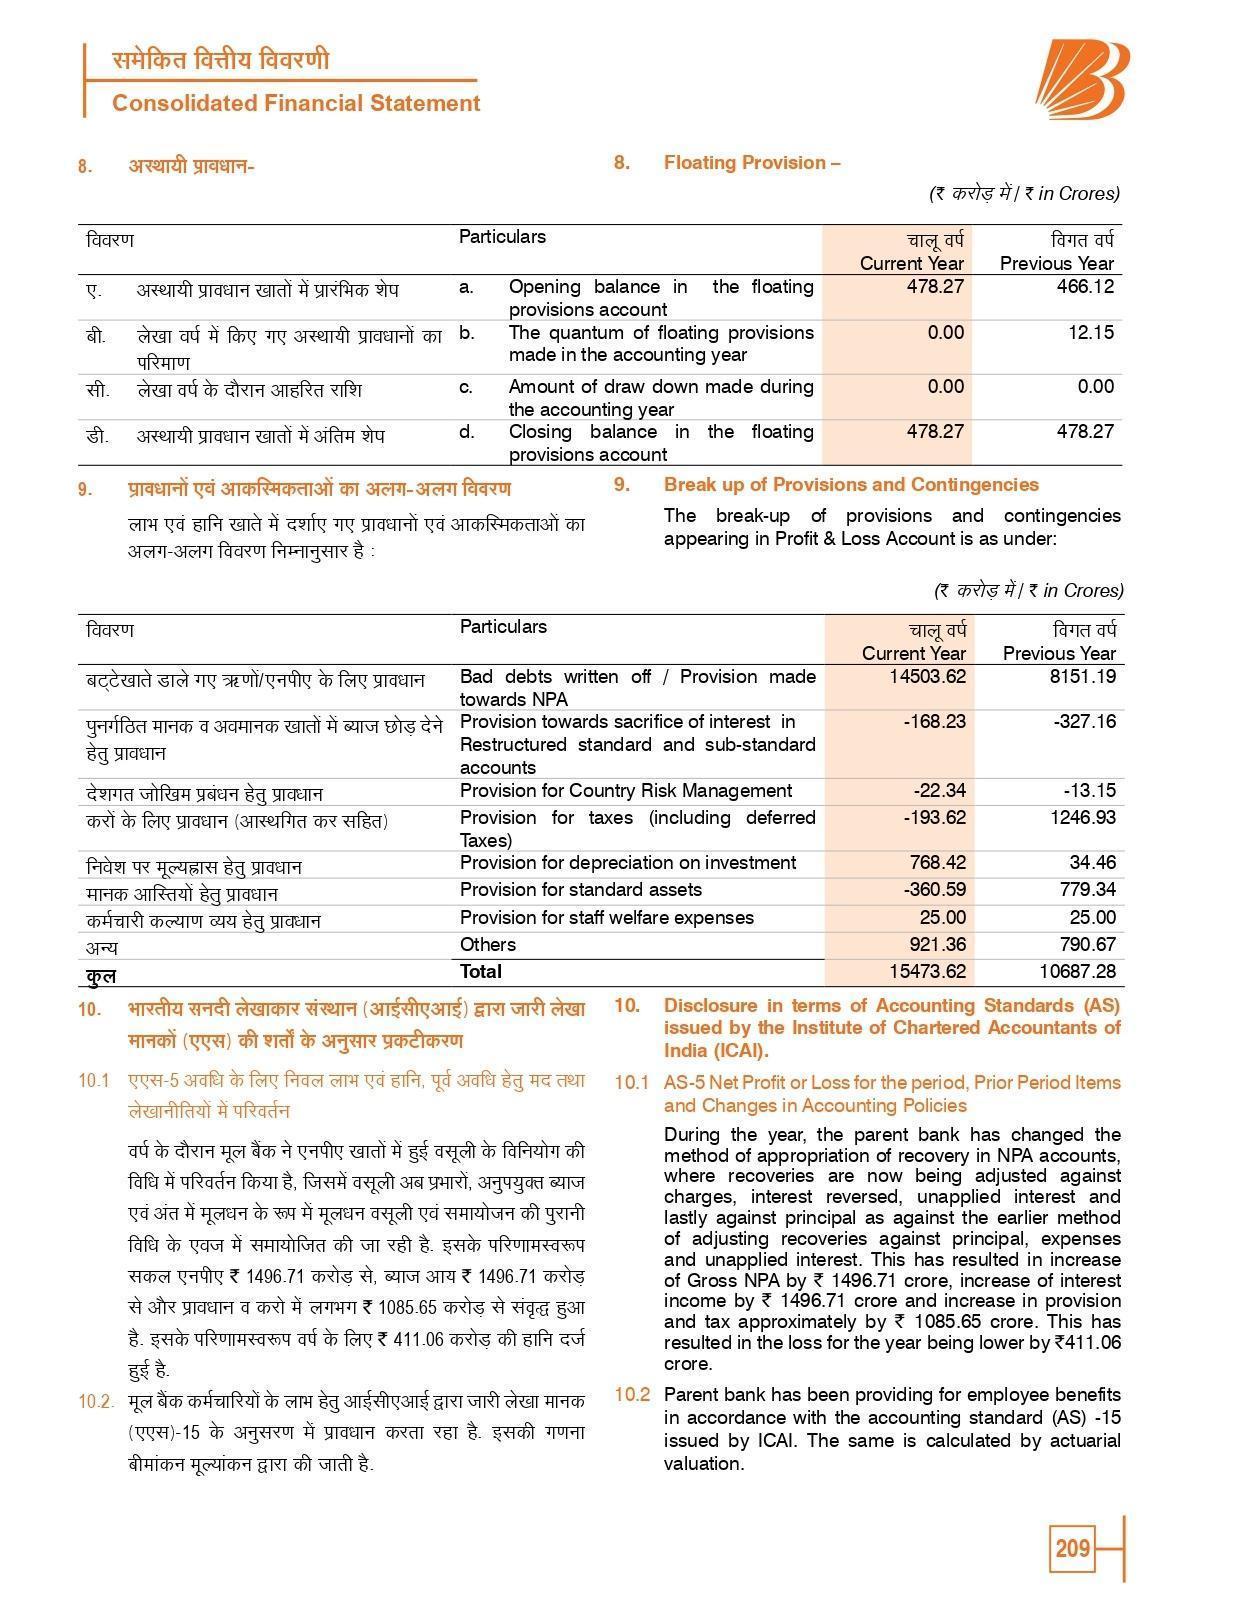 समेकित वित्तीय विवरणी
Consolidated Financial Statement
8. अस्थायी प्रावधान-
8. Floating Provision –
(₹ करोड़ में / ₹ in Crores)
विवरण Particulars चालू वर्ष विगत वर्ष
Current Year Previous Year
ए. अस्थायी प्रावधान खातों में प्रारंभिक शेष a. Opening balance in the floating 478.27 466.12
provisions account
बी. लेखा वर्ष में किए गए अस्थायी प्रावधानों का b. The quantum of floating provisions 0.00 12.15
परिमाण made in the accounting year
सी. लेखा वर्ष के दौरान आहरित राशि c. Amount of draw down made during 0.00 0.00
the accounting year
डी. अस्थायी प्रावधान खातों में अंतिम शेष d. Closing balance in the floating 478.27 478.27
provisions account
9. प्रावधानों एवं आकस्मिकताओं का अलग-अलग विवरण
लाभ एवं हानि खाते में दर्शाए गए प्रावधानों एवं आकस्मिकताओं का
अलग-अलग विवरण निम्नानुसार है :
9. Break up of Provisions and Contingencies
The break-up of provisions and contingencies
appearing in Profit & Loss Account is as under:
(₹ करोड़ में / ₹ in Crores)
विवरण Particulars चालू वर्ष विगत वर्ष
Current Year Previous Year
बट्टेखाते डाले गए ऋणों/एनपीए के लिए प्रावधान Bad debts written off / Provision made 14503.62 8151.19
towards NPA
पुनर्गठित मानक व अवमानक खातों में ब्याज छोड़ देने Provision towards sacrifice of interest in -168.23 -327.16
हेतु प्रावधान Restructured standard and sub-standard
accounts
देशगत जोखिम प्रबंधन हेतु प्रावधान Provision for Country Risk Management -22.34 -13.15
करों के लिए प्रावधान (आस्थगित कर सहित) Provision for taxes (including deferred -193.62 1246.93
Taxes)
निवेश पर मूल्यह्रास हेतु प्रावधान Provision for depreciation on investment 768.42 34.46
मानक आस्तियों हेतु प्रावधान Provision for standard assets -360.59 779.34
कर्मचारी कल्याण व्यय हेतु प्रावधान Provision for staff welfare expenses 25.00 25.00
अन्य Others 921.36 790.67
कुल Total 15473.62 10687.28
10. भारतीय सनदी लेखाकार संस्थान (आईसीएआई) द्वारा जारी लेखा
मानकों (एएस) की शर्तों के अनुसार प्रकटीकरण
10.1 एएस-5 अवधि के लिए निवल लाभ एवं हानि, पूर्व अवधि हेतु मद तथा
लेखानीतियों में परिवर्तन
वर्ष के दौरान मूल बैंक ने एनपीए खातों में हुई वसूली के विनियोग की
विधि में परिवर्तन किया है, जिसमें वसूली अब प्रभारों, अनुपयुक्त ब्याज
एवं अंत में मूलधन के रूप में मूलधन वसूली एवं समायोजन की पुरानी
विधि के एवज में समायोजित की जा रही है. इसके परिणामस्वरूप
सकल एनपीए ₹ 1496.71 करोड़ से, ब्याज आय ₹ 1496.71 करोड़
से और प्रावधान व करो में लगभग ₹ 1085.65 करोड़ से संवृद्ध हुआ
है. इसके परिणामस्वरूप वर्ष के लिए ₹ 411.06 करोड़ की हानि दर्ज
हुई है.
10.2. मूल बैंक कर्मचारियों के लाभ हेतु आईसीएआई द्वारा जारी लेखा मानक
(एएस)-15 के अनुसरण में प्रावधान करता रहा है. इसकी गणना
बीमांकन मूल्यांकन द्वारा की जाती है.
10. Disclosure in terms of Accounting Standards (AS)
issued by the Institute of Chartered Accountants of
India (ICAI).
10.1 AS-5 Net Profit or Loss for the period, Prior Period Items
and Changes in Accounting Policies
During the year, the parent bank has changed the
method of appropriation of recovery in NPA accounts,
where recoveries are now being adjusted against
charges, interest reversed, unapplied interest and
lastly against principal as against the earlier method
of adjusting recoveries against principal, expenses
and unapplied interest. This has resulted in increase
of Gross NPA by ₹ 1496.71 crore, increase of interest
income by ₹ 1496.71 crore and increase in provision
and tax approximately by ₹ 1085.65 crore. This has
resulted in the loss for the year being lower by ₹411.06
crore.
10.2 Parent bank has been providing for employee benefits
in accordance with the accounting standard (AS) -15
issued by ICAI. The same is calculated by actuarial
valuation.
209